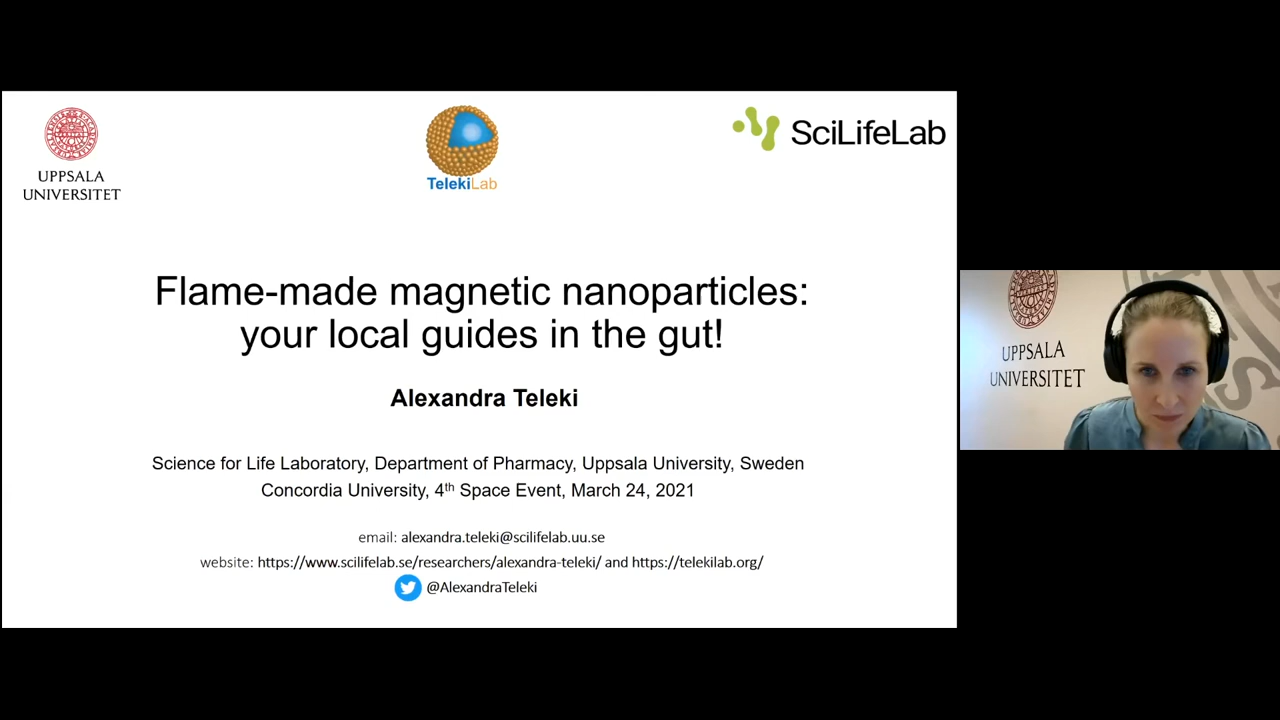 UPPSALA
UNIVERSITET
TelekiLab
SciLifeLab
Flame-made magnetic nanoparticles:
your local guides in the gut!
Alexandra Teleki
Science for Life Laboratory, Department of Pharmacy, Uppsala University, Sweden
Concordia University, 4th Space Event, March 24, 2021
email: alexandra.teleki@scilifelab.uu.se
website: https://www.scilifelab.se/researchers/alexandra-teleki/ and https://telekilab.org/
@AlexandraTeleki
UPPSALA
UNIVERSITET